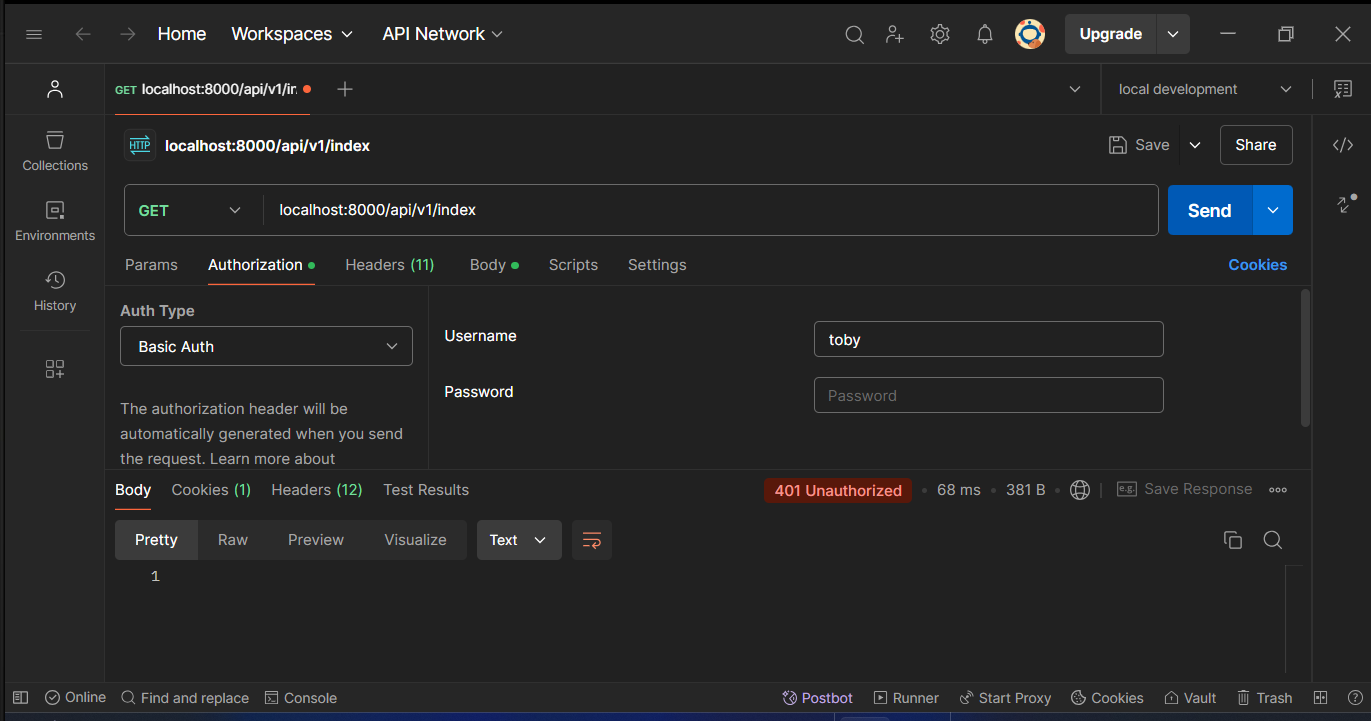 Home Workspaces API Network Upgrade
GET localhost:8000/api/v1/ir local development
HTTP localhost:8000/api/v1/index Save Share
GET localhost:8000/api/v1/index Send
Params Authorization Headers (11) Body Scripts Settings Cookies
Collections
Environments
History
Auth Type
Basic Auth
The authorization header will be
automatically generated when you send
the request. Learn more about
Username toby
Password Password
Body Cookies (1) Headers (12) Test Results 401 Unauthorized 68 ms 381 B e.g. Save Response
Pretty Raw Preview Visualize Text
1
Online Find and replace Console Postbot Runner Start Proxy Cookies Vault Trash